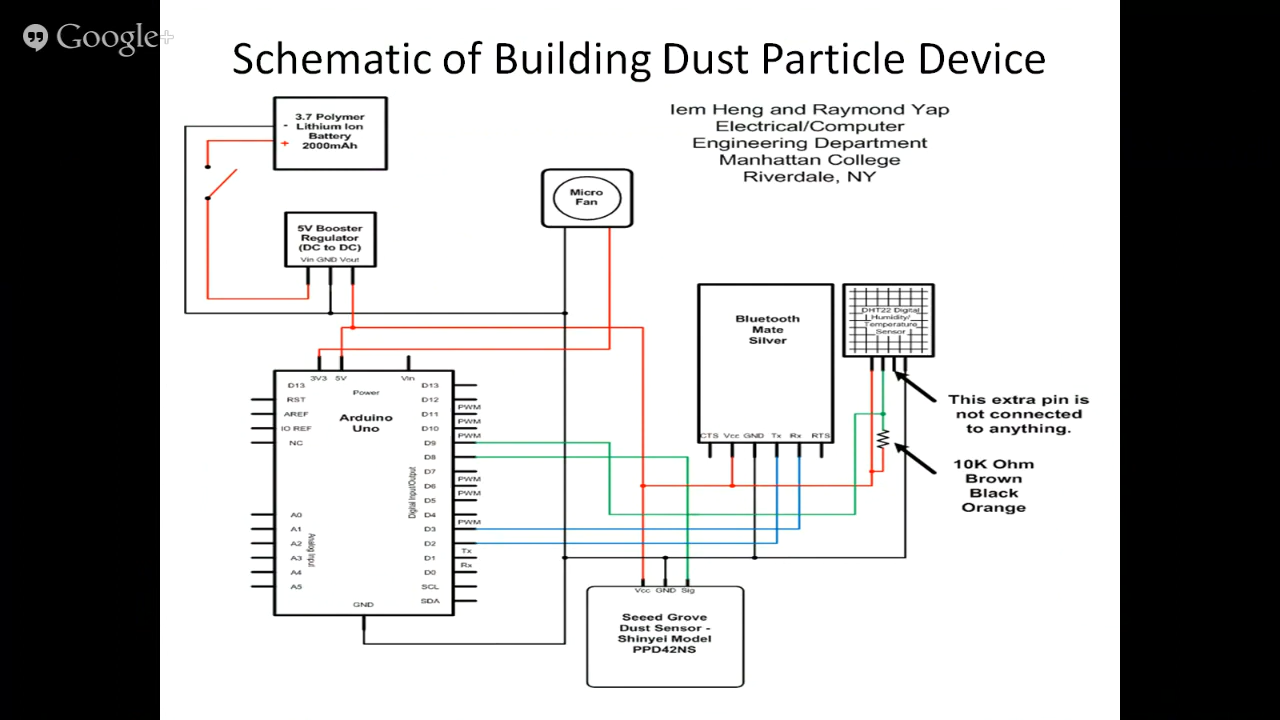 Google+
Schematic of Building Dust Particle Device
Iem Heng and Raymond Yap
Electrical/Computer
Engineering Department
Manhattan College
Riverdale, NY
3.7 Polymer
Lithium Ion
Battery
2000mAh
-
+
5V Booster
Regulator
(DC to DC)
Vin GND Vout
Micro
Fan
Bluetooth
Mate
Silver
CTS Vcc GND Tx Rx RTS
DHT22 Digital
Humidity/
Temperature
Sensor
This extra pin is
not connected
to anything.
10K Ohm
Brown
Black
Orange
3V3 5V Vin
Power
Arduino
Uno
D13
RST
AREF
IO REF
NC
A0
A1
A2
A3
A4
A5
Analog Input
Digital Input/Output
D13
D12
PWM
D11
PWM
D10
PWM
D9
D8
D7
PWM
D6
PWM
D5
D4
PWM
D3
D2
Tx
D1
Rx
D0
SCL
SDA
GND
Vcc GND Sig
Seeed Grove
Dust Sensor -
Shinyei Model
PPD42NS